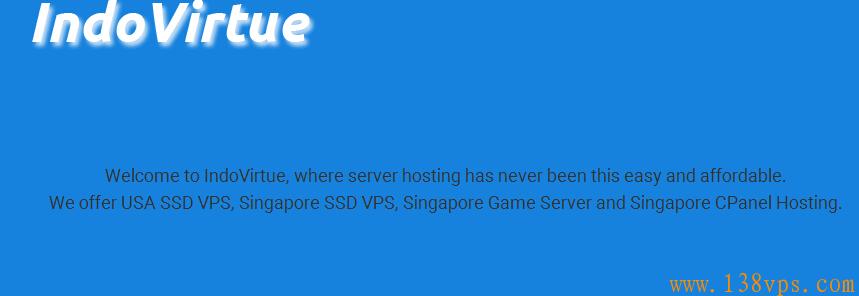 IndoVirtue
Welcome to IndoVirtue, where server hosting has never been this easy and affordable.
We offer USA SSD VPS, Singapore SSD VPS, Singapore Game Server and Singapore CPanel Hosting.
www.138vps.com